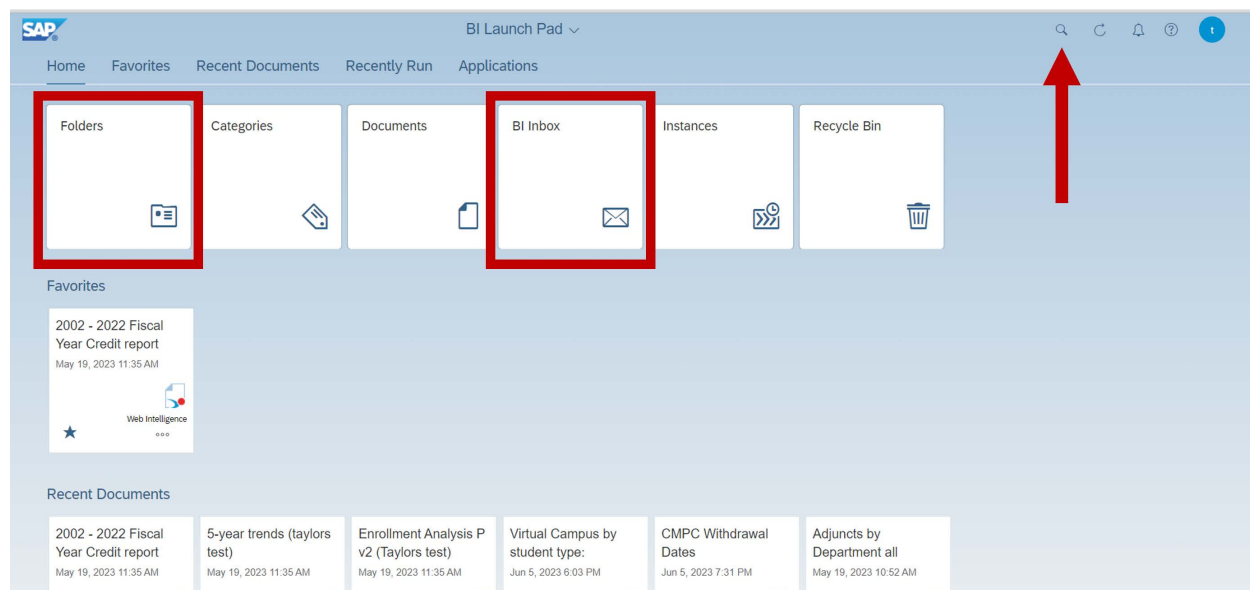 SAP
BI Launch Pad
t
Home Favorites Recent Documents Recently Run Applications
Folders Categories Documents BI Inbox Instances Recycle Bin
Favorites
2002 - 2022 Fiscal
Year Credit report
May 19, 2023 11:35 AM
Web Intelligence
Recent Documents
2002 - 2022 Fiscal
Year Credit report
May 19, 2023 11:35 AM
5-year trends (taylors
test)
May 19, 2023 11:35 AM
Enrollment Analysis P
v2 (Taylors test)
May 19, 2023 11:35 AM
Virtual Campus by
student type:
Jun 5, 2023 6:03 PM
CMPC Withdrawal
Dates
Jun 5, 2023 7:31 PM
Adjuncts by
Department all
May 19, 2023 10:52 AM